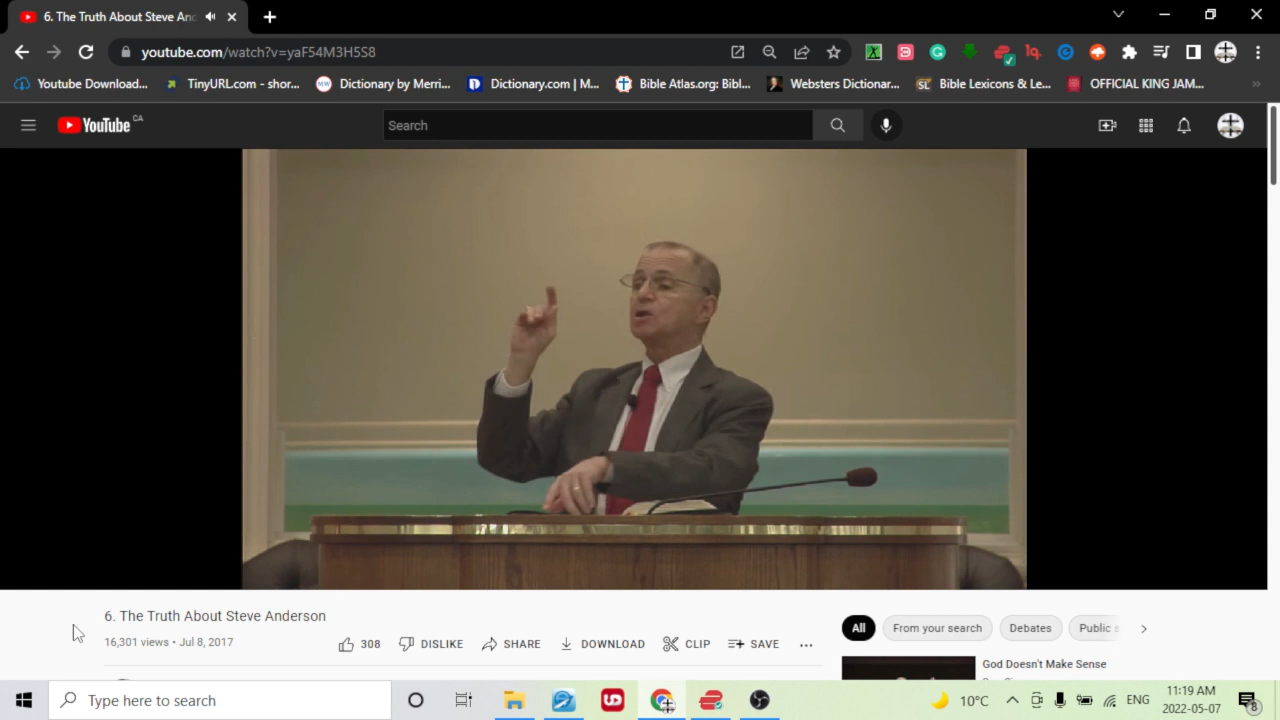 6. The Truth About Steve An
youtube.com/watch?v=yaF54M3H5S8
Youtube Download...
TinyURL.com - shor...
Dictionary by Merri...
Dictionary.com | M...
Bible Atlas.org: Bibl...
Websters Dictionar...
SL
Bible Lexicons & Le...
OFFICIAL KING JAM...
YouTube CA
Search
6. The Truth About Steve Anderson
16,301 views • Jul 8, 2017
308
DISLIKE
SHARE
DOWNLOAD
CLIP
SAVE
All
From your search
Debates
Public
God Doesn't Make Sense
Type here to search
10°C
ENG
11:19 AM
2022-05-07
8